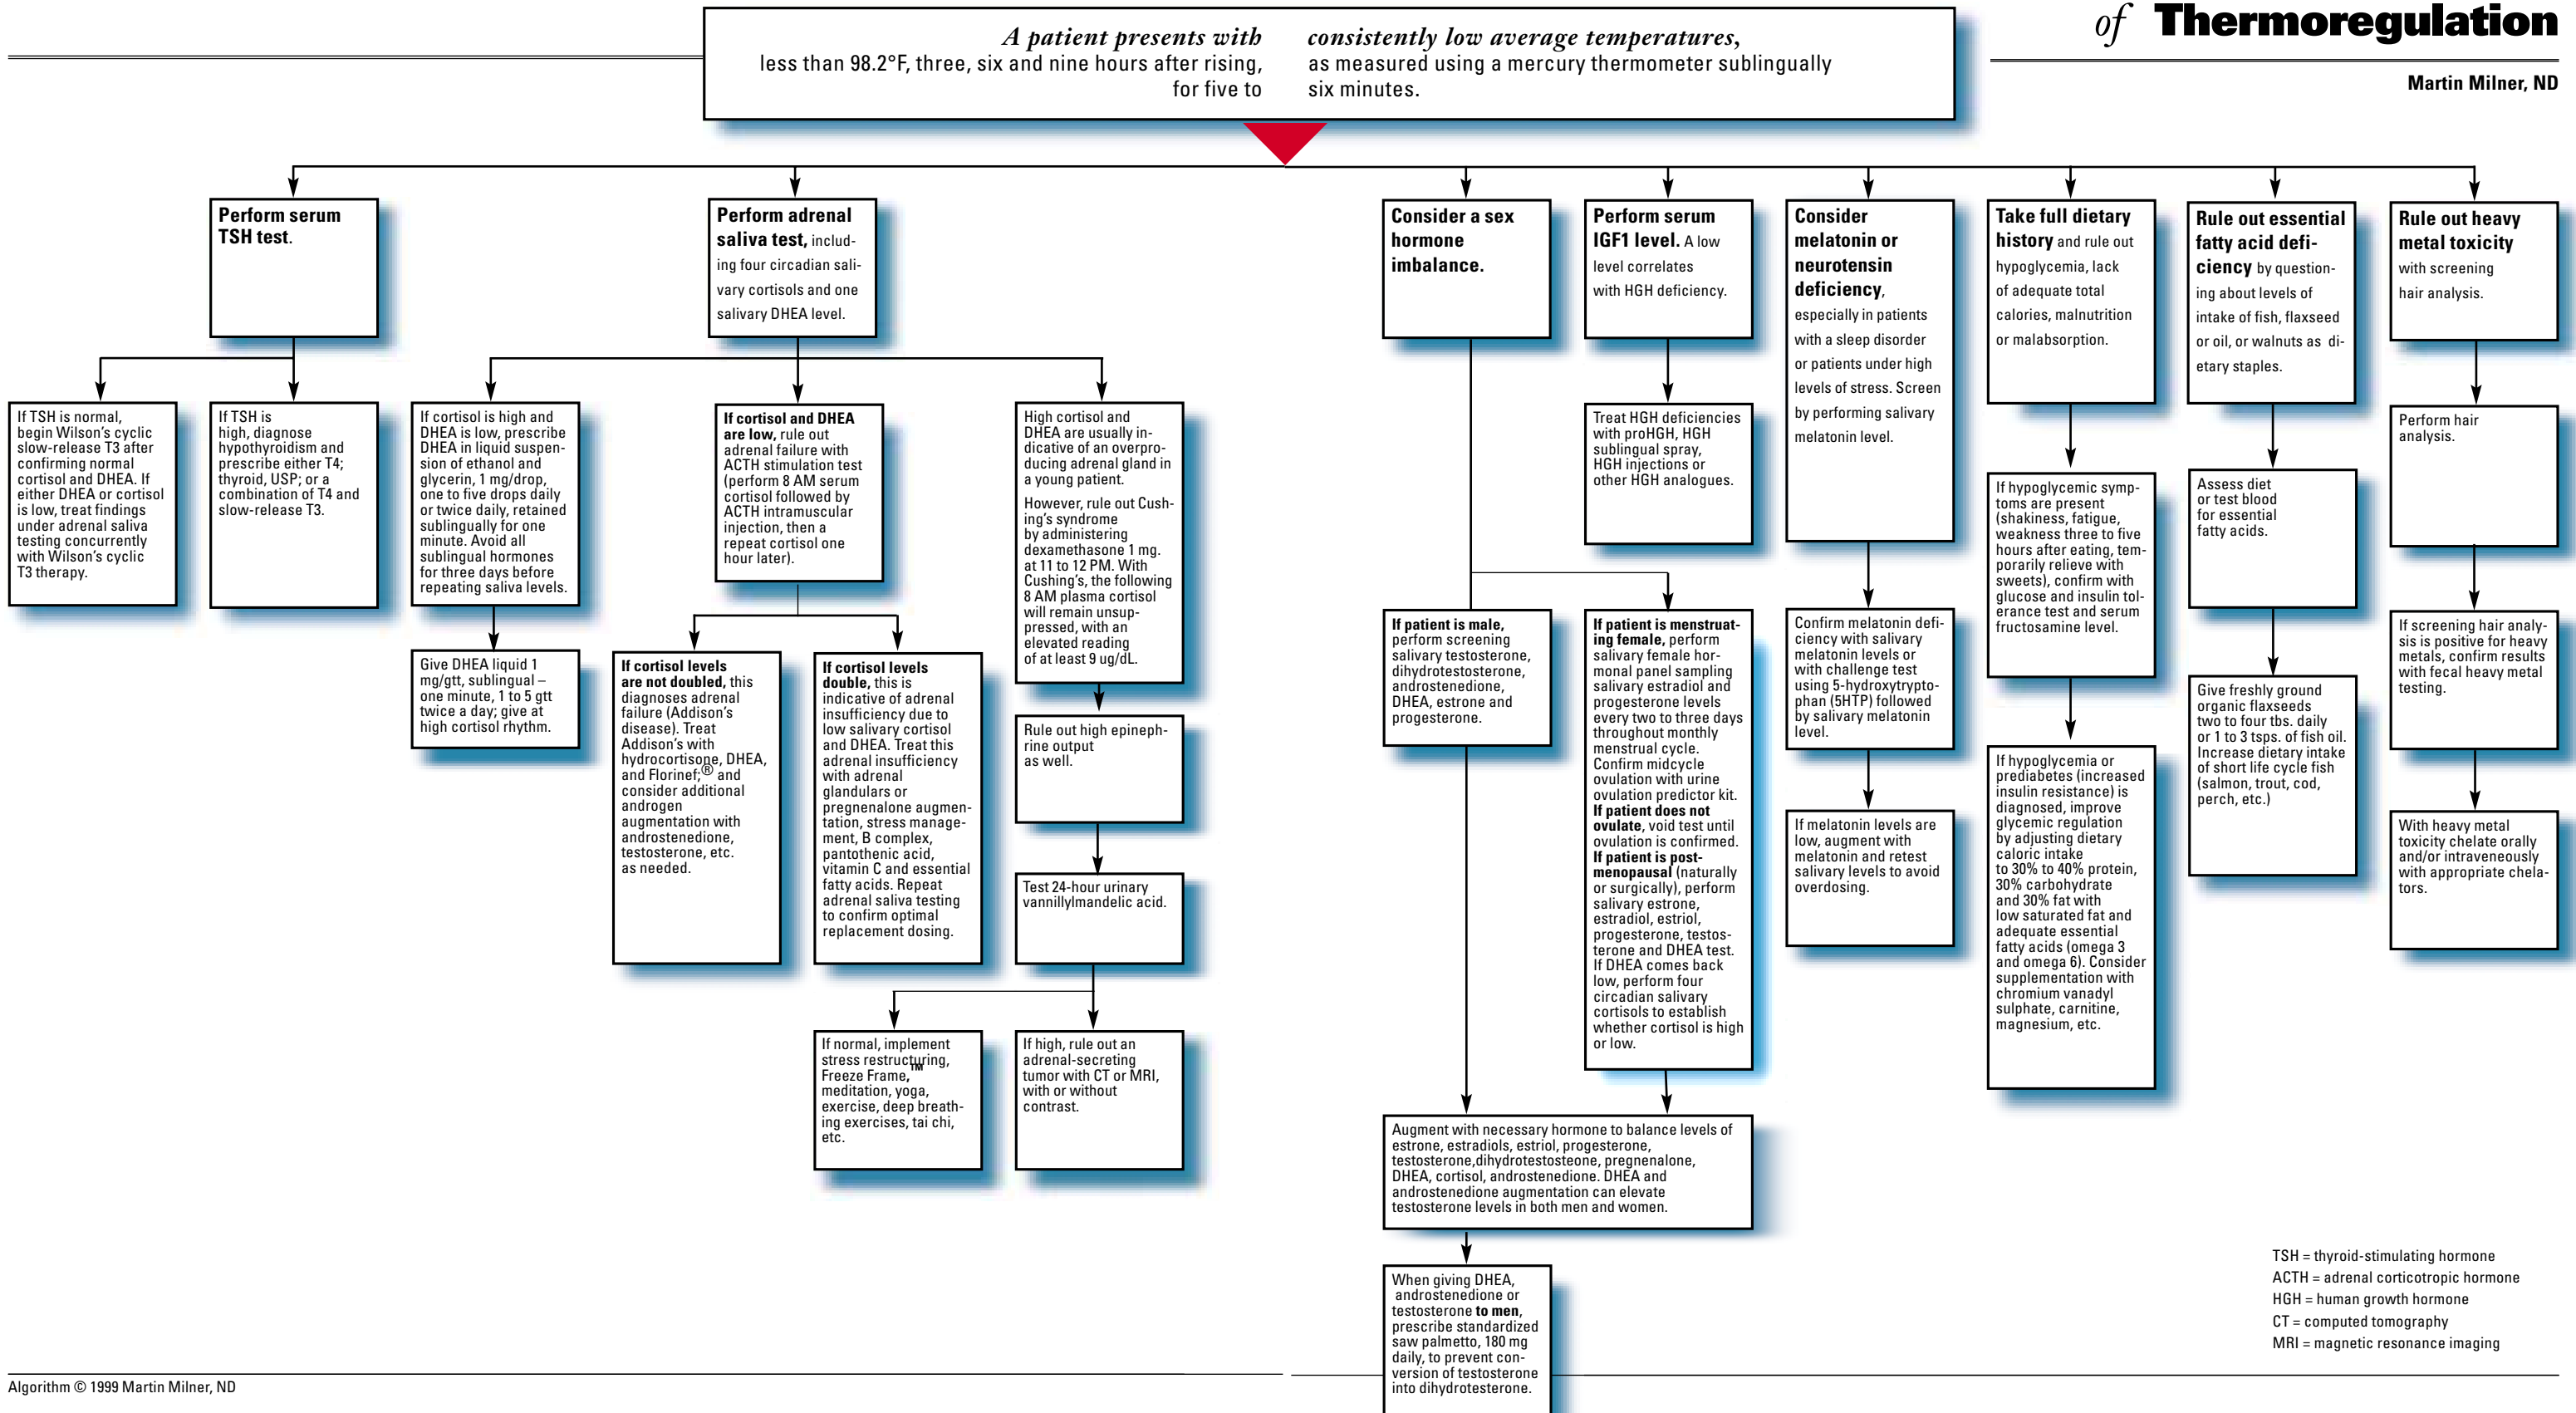 of Thermoregulation
Martin Milner, ND
A patient presents with consistently low average temperatures,
less than 98.2°F, three, six and nine hours after rising, as measured using a mercury thermometer sublingually
for five to six minutes.
Perform serum
TSH test.
Perform adrenal
saliva test, includ-
ing four circadian sali-
vary cortisols and one
salivary DHEA level.
Consider a sex
hormone
imbalance.
Perform serum
IGF1 level. A low
level correlates
with HGH deficiency.
Consider
melatonin or
neurotensin
deficiency,
especially in patients
with a sleep disorder
or patients under high
levels of stress. Screen
by performing salivary
melatonin level.
Take full dietary
history and rule out
hypoglycemia, lack
of adequate total
calories, malnutrition
or malabsorption.
Rule out essential
fatty acid defi-
ciency by question-
ing about levels of
intake of fish, flaxseed
or oil, or walnuts as di-
etary staples.
Rule out heavy
metal toxicity
with screening
hair analysis.
If TSH is normal,
begin Wilson's cyclic
slow-release T3 after
confirming normal
cortisol and DHEA. If
either DHEA or cortisol
is low, treat findings
under adrenal saliva
testing concurrently
with Wilson's cyclic
T3 therapy.
If TSH is
high, diagnose
hypothyroidism and
prescribe either T4;
thyroid, USP; or a
combination of T4 and
slow-release T3.
If cortisol is high and
DHEA is low, prescribe
DHEA in liquid suspen-
sion of ethanol and
glycerin, 1 mg/drop,
one to five drops daily
or twice daily, retained
sublingually for one
minute. Avoid all
sublingual hormones
for three days before
repeating saliva levels.
If cortisol and DHEA
are low, rule out
adrenal failure with
ACTH stimulation test
(perform 8 AM serum
cortisol followed by
ACTH intramuscular
injection, then a
repeat cortisol one
hour later).
High cortisol and
DHEA are usually in-
dicative of an overpro-
ducing adrenal gland in
a young patient.
However, rule out Cush-
ing's syndrome
by administering
dexamethasone 1 mg.
at 11 to 12 PM. With
Cushing's, the following
8 AM plasma cortisol
will remain unsup-
pressed, with an
elevated reading
of at least 9 ug/dL.
Treat HGH deficiencies
with proHGH, HGH
sublingual spray,
HGH injections or
other HGH analogues.
If hypoglycemic symp-
toms are present
(shakiness, fatigue,
weakness three to five
hours after eating, tem-
porarily relieve with
sweets), confirm with
glucose and insulin tol-
erance test and serum
fructosamine level.
Assess diet
or test blood
for essential
fatty acids.
Perform hair
analysis.
Give DHEA liquid 1
mg/gtt, sublingual –
one minute, 1 to 5 gtt
twice a day; give at
high cortisol rhythm.
If cortisol levels
are not doubled, this
diagnoses adrenal
failure (Addison's
disease). Treat
Addison's with
hydrocortisone, DHEA,
and Florinef;® and
consider additional
androgen
augmentation with
androstenedione,
testosterone, etc.
as needed.
If cortisol levels
double, this is
indicative of adrenal
insufficiency due to
low salivary cortisol
and DHEA. Treat this
adrenal insufficiency
with adrenal
glandulars or
pregnenalone augmen-
tation, stress manage-
ment, B complex,
pantothenic acid,
vitamin C and essential
fatty acids. Repeat
adrenal saliva testing
to confirm optimal
replacement dosing.
Rule out high epineph-
rine output
as well.
Test 24-hour urinary
vannillylmandelic acid.
If normal, implement
stress restructuring,
Freeze Frame,™
meditation, yoga,
exercise, deep breath-
ing exercises, tai chi,
etc.
If high, rule out an
adrenal-secreting
tumor with CT or MRI,
with or without
contrast.
If patient is male,
perform screening
salivary testosterone,
dihydrotestosterone,
androstenedione,
DHEA, estrone and
progesterone.
If patient is menstruat-
ing female, perform
salivary female hor-
monal panel sampling
salivary estradiol and
progesterone levels
every two to three days
throughout monthly
menstrual cycle.
Confirm midcycle
ovulation with urine
ovulation predictor kit.
If patient does not
ovulate, void test until
ovulation is confirmed.
If patient is post-
menopausal (naturally
or surgically), perform
salivary estrone,
estradiol, estriol,
progesterone, testos-
terone and DHEA test.
If DHEA comes back
low, perform four
circadian salivary
cortisols to establish
whether cortisol is high
or low.
Confirm melatonin defi-
ciency with salivary
melatonin levels or
with challenge test
using 5-hydroxytrypto-
phan (5HTP) followed
by salivary melatonin
level.
If melatonin levels are
low, augment with
melatonin and retest
salivary levels to avoid
overdosing.
If hypoglycemia or
prediabetes (increased
insulin resistance) is
diagnosed, improve
glycemic regulation
by adjusting dietary
caloric intake
to 30% to 40% protein,
30% carbohydrate
and 30% fat with
low saturated fat and
adequate essential
fatty acids (omega 3
and omega 6). Consider
supplementation with
chromium vanadyl
sulphate, carnitine,
magnesium, etc.
Give freshly ground
organic flaxseeds
two to four tbs. daily
or 1 to 3 tsps. of fish oil.
Increase dietary intake
of short life cycle fish
(salmon, trout, cod,
perch, etc.)
If screening hair analy-
sis is positive for heavy
metals, confirm results
with fecal heavy metal
testing.
With heavy metal
toxicity chelate orally
and/or intraveneously
with appropriate chela-
tors.
Augment with necessary hormone to balance levels of
estrone, estradiols, estriol, progesterone,
testosterone,dihydrotestosteone, pregnenalone,
DHEA, cortisol, androstenedione. DHEA and
androstenedione augmentation can elevate
testosterone levels in both men and women.
When giving DHEA,
androstenedione or
testosterone to men,
prescribe standardized
saw palmetto, 180 mg
daily, to prevent con-
version of testosterone
into dihydrotesterone.
TSH = thyroid-stimulating hormone
ACTH = adrenal corticotropic hormone
HGH = human growth hormone
CT = computed tomography
MRI = magnetic resonance imaging
Algorithm © 1999 Martin Milner, ND